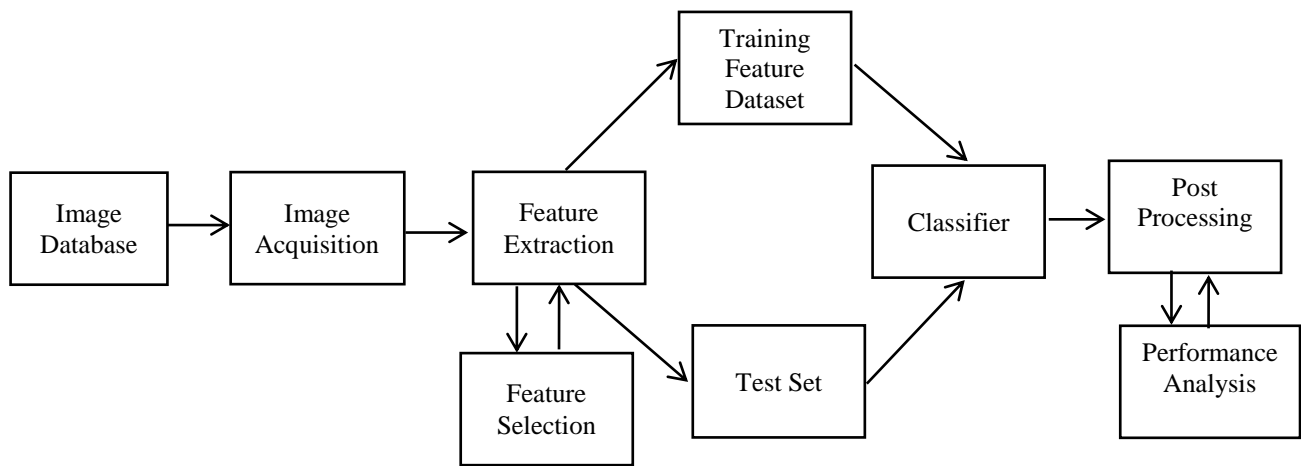 Image
Database
Image
Acquisition
Feature
Extraction
Feature
Selection
Training
Feature
Dataset
Test Set
Classifier
Post
Processing
Performance
Analysis